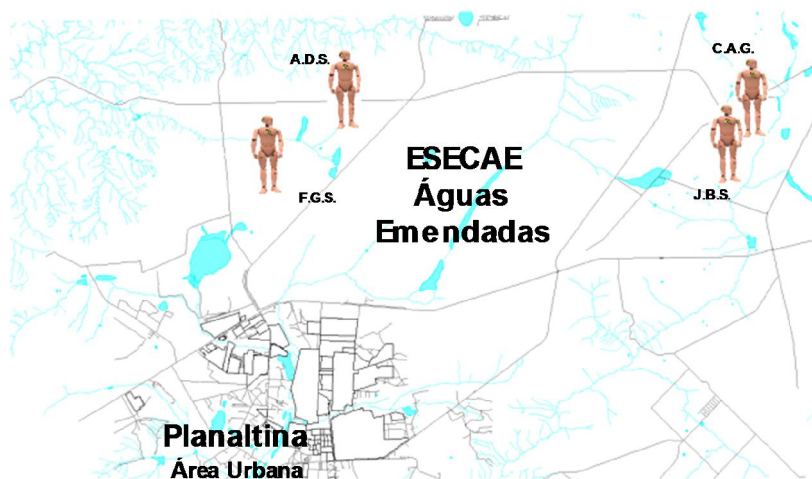 A.D.S.
C.A.G.
ESECAE
Águas
Emendadas
F.G.S.
J.B.S.
Planaltina
Área Urbana